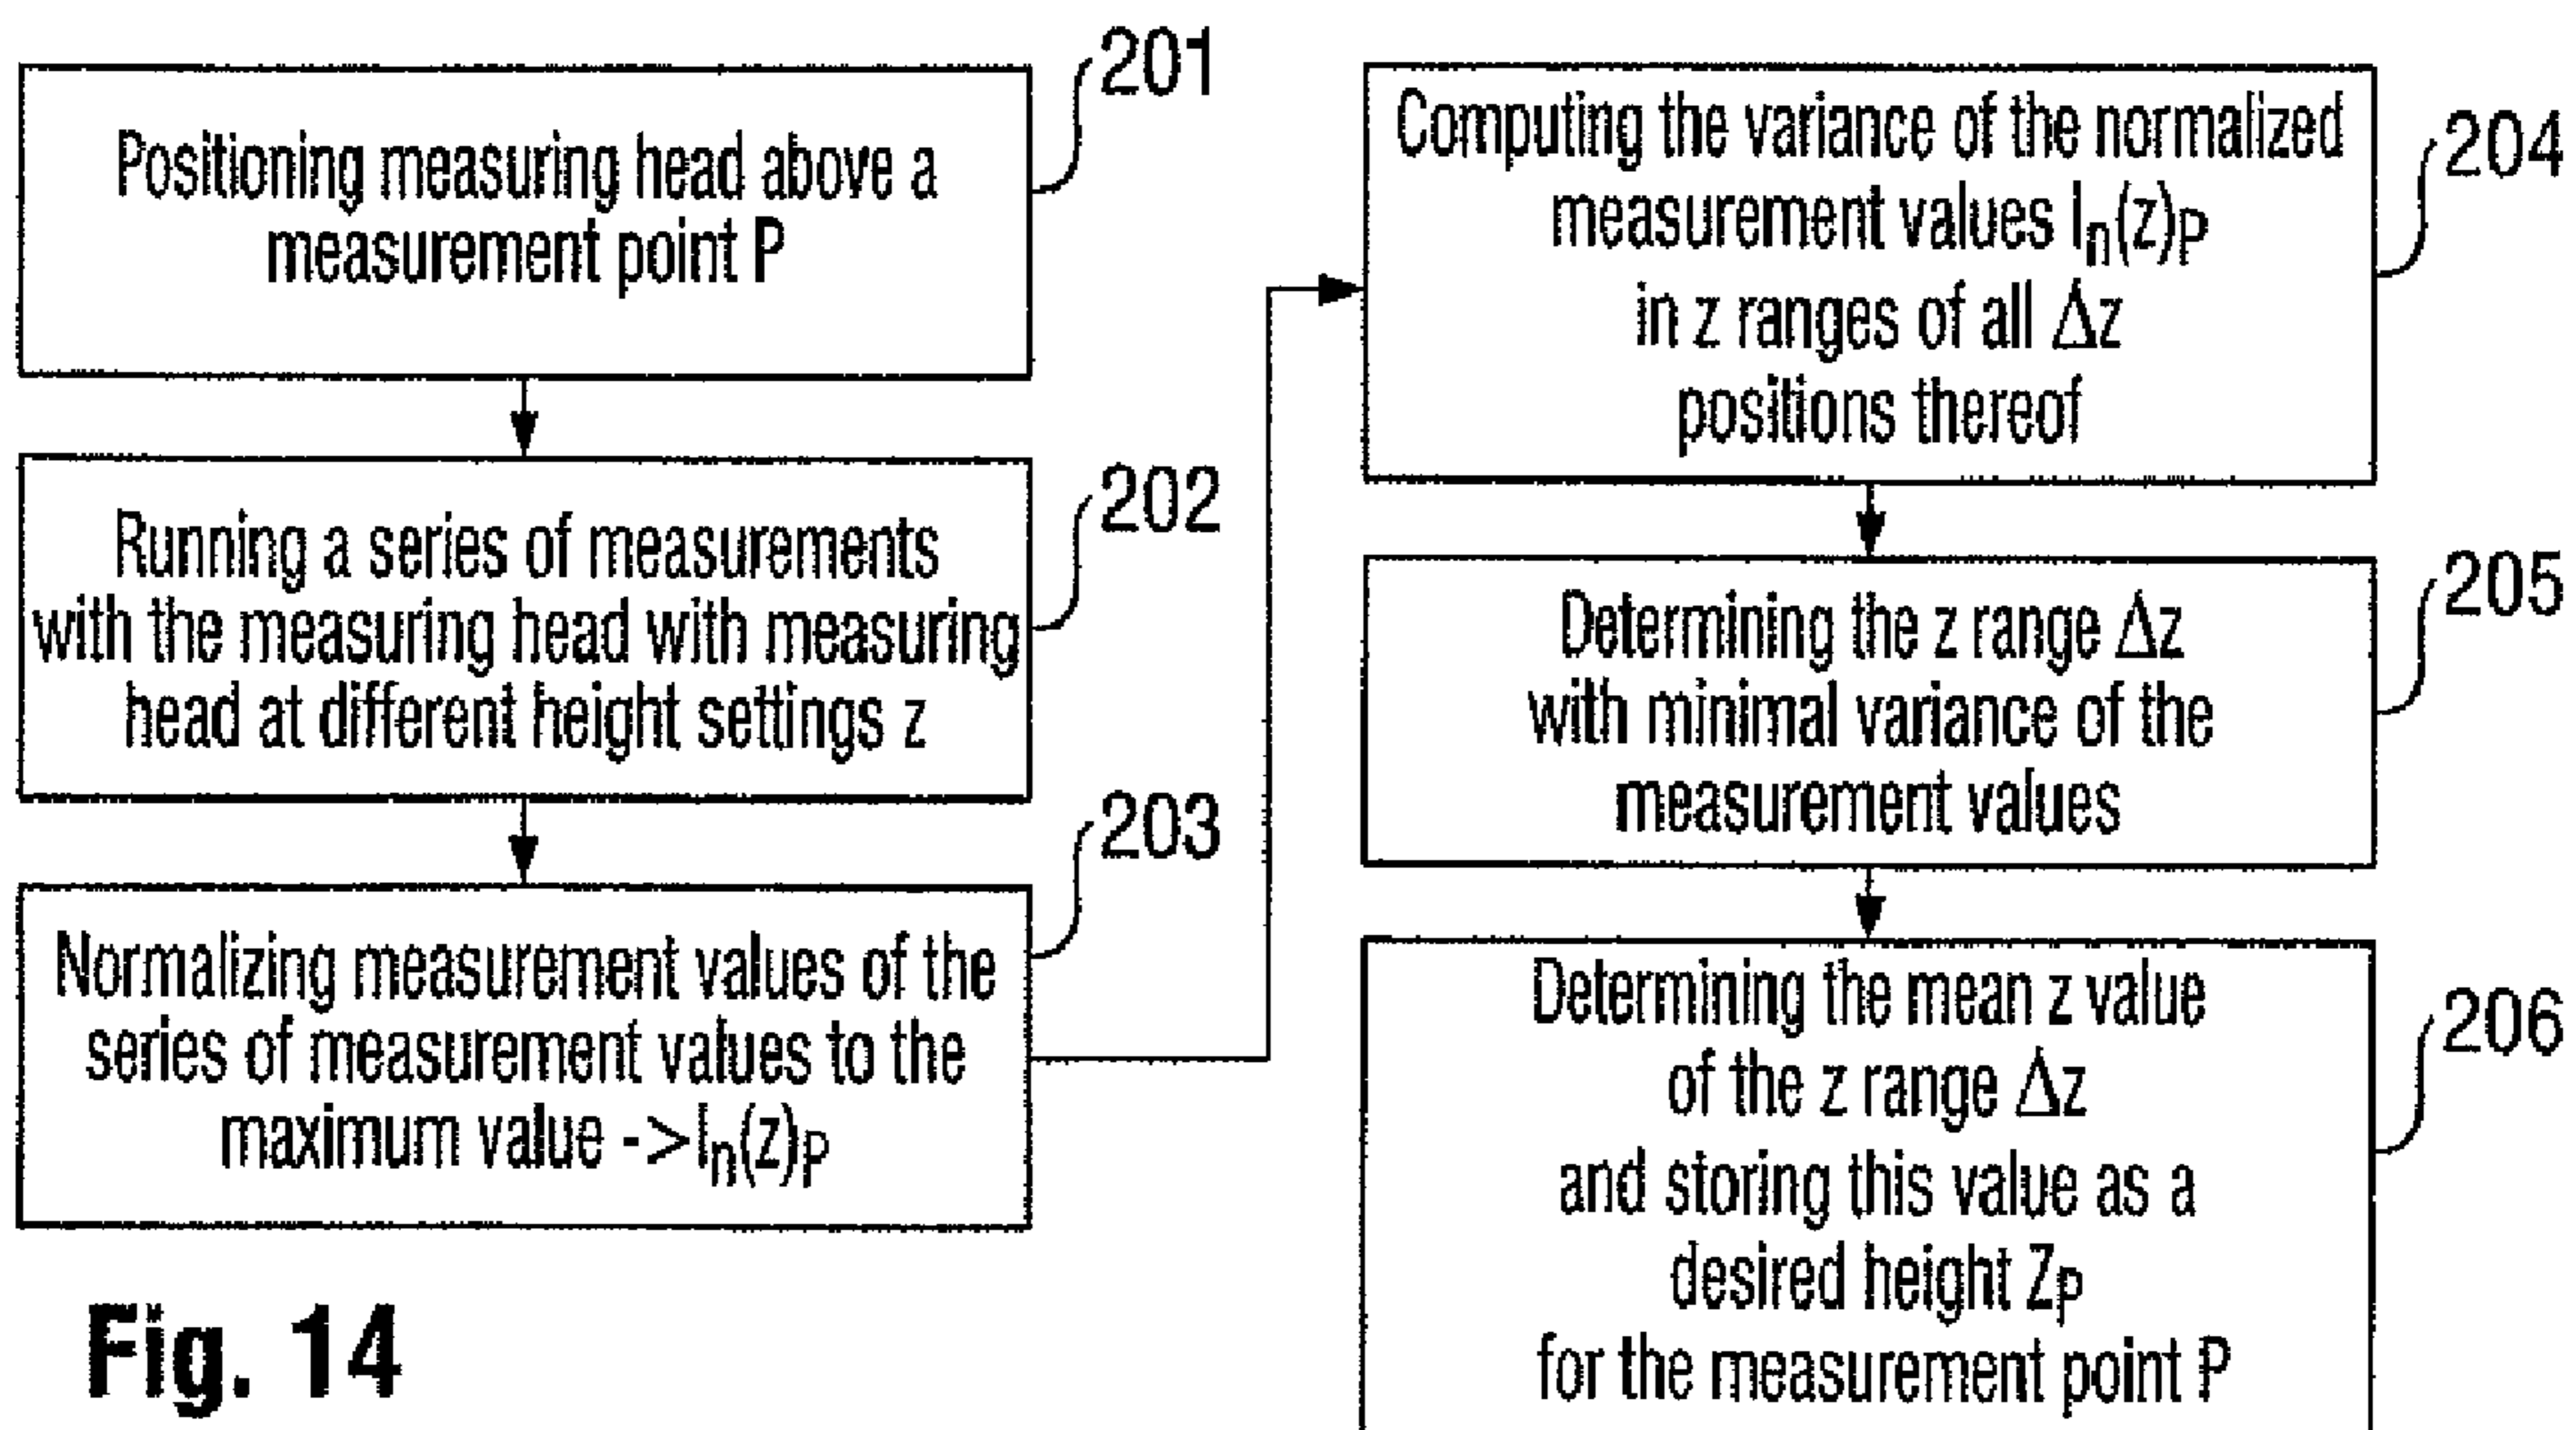 201
Positioning measuring head above a
measurement point P
202
Running a series of measurements
with the measuring head with measuring
head at different height settings z
203
Normalizing measurement values of the
series of measurement values to the
maximum value ->In(z)P
204
Computing the variance of the normalized
measurement values In(z)P
in z ranges of all Δz
positions thereof
205
Determining the z range Δz
with minimal variance of the
measurement values
206
Determining the mean z value
of the z range Δz
and storing this value as a
desired height ZP
for the measurement point P
Fig. 14